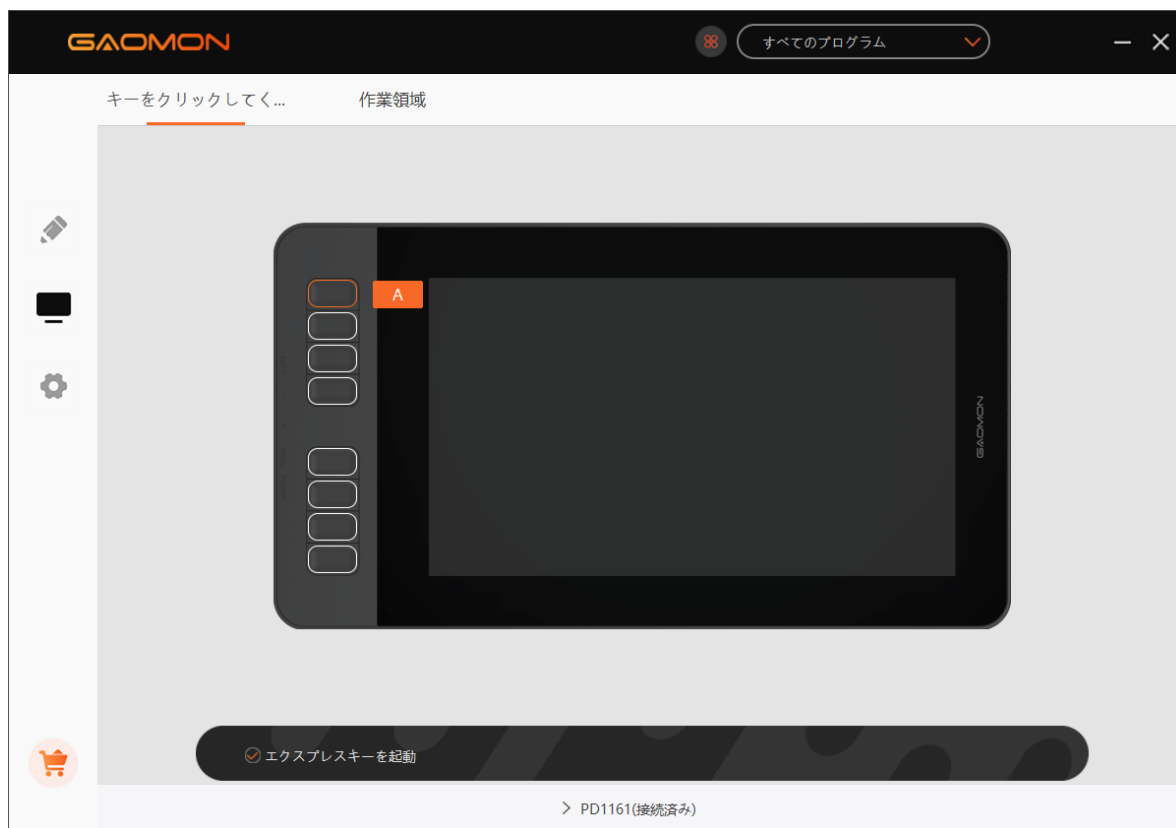 GAOMON
すべてのプログラム
キーをクリックしてく...
作業領域
A
GAOMON
エクスプレスキーを起動
PD1161(接続済み)